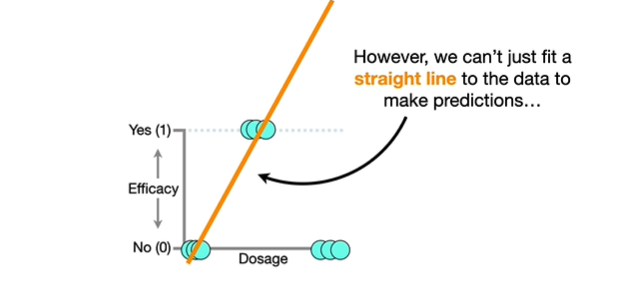 However, we can't just fit a
straight line to the data to
make predictions…
Yes (1)
Efficacy
No (0)
Dosage